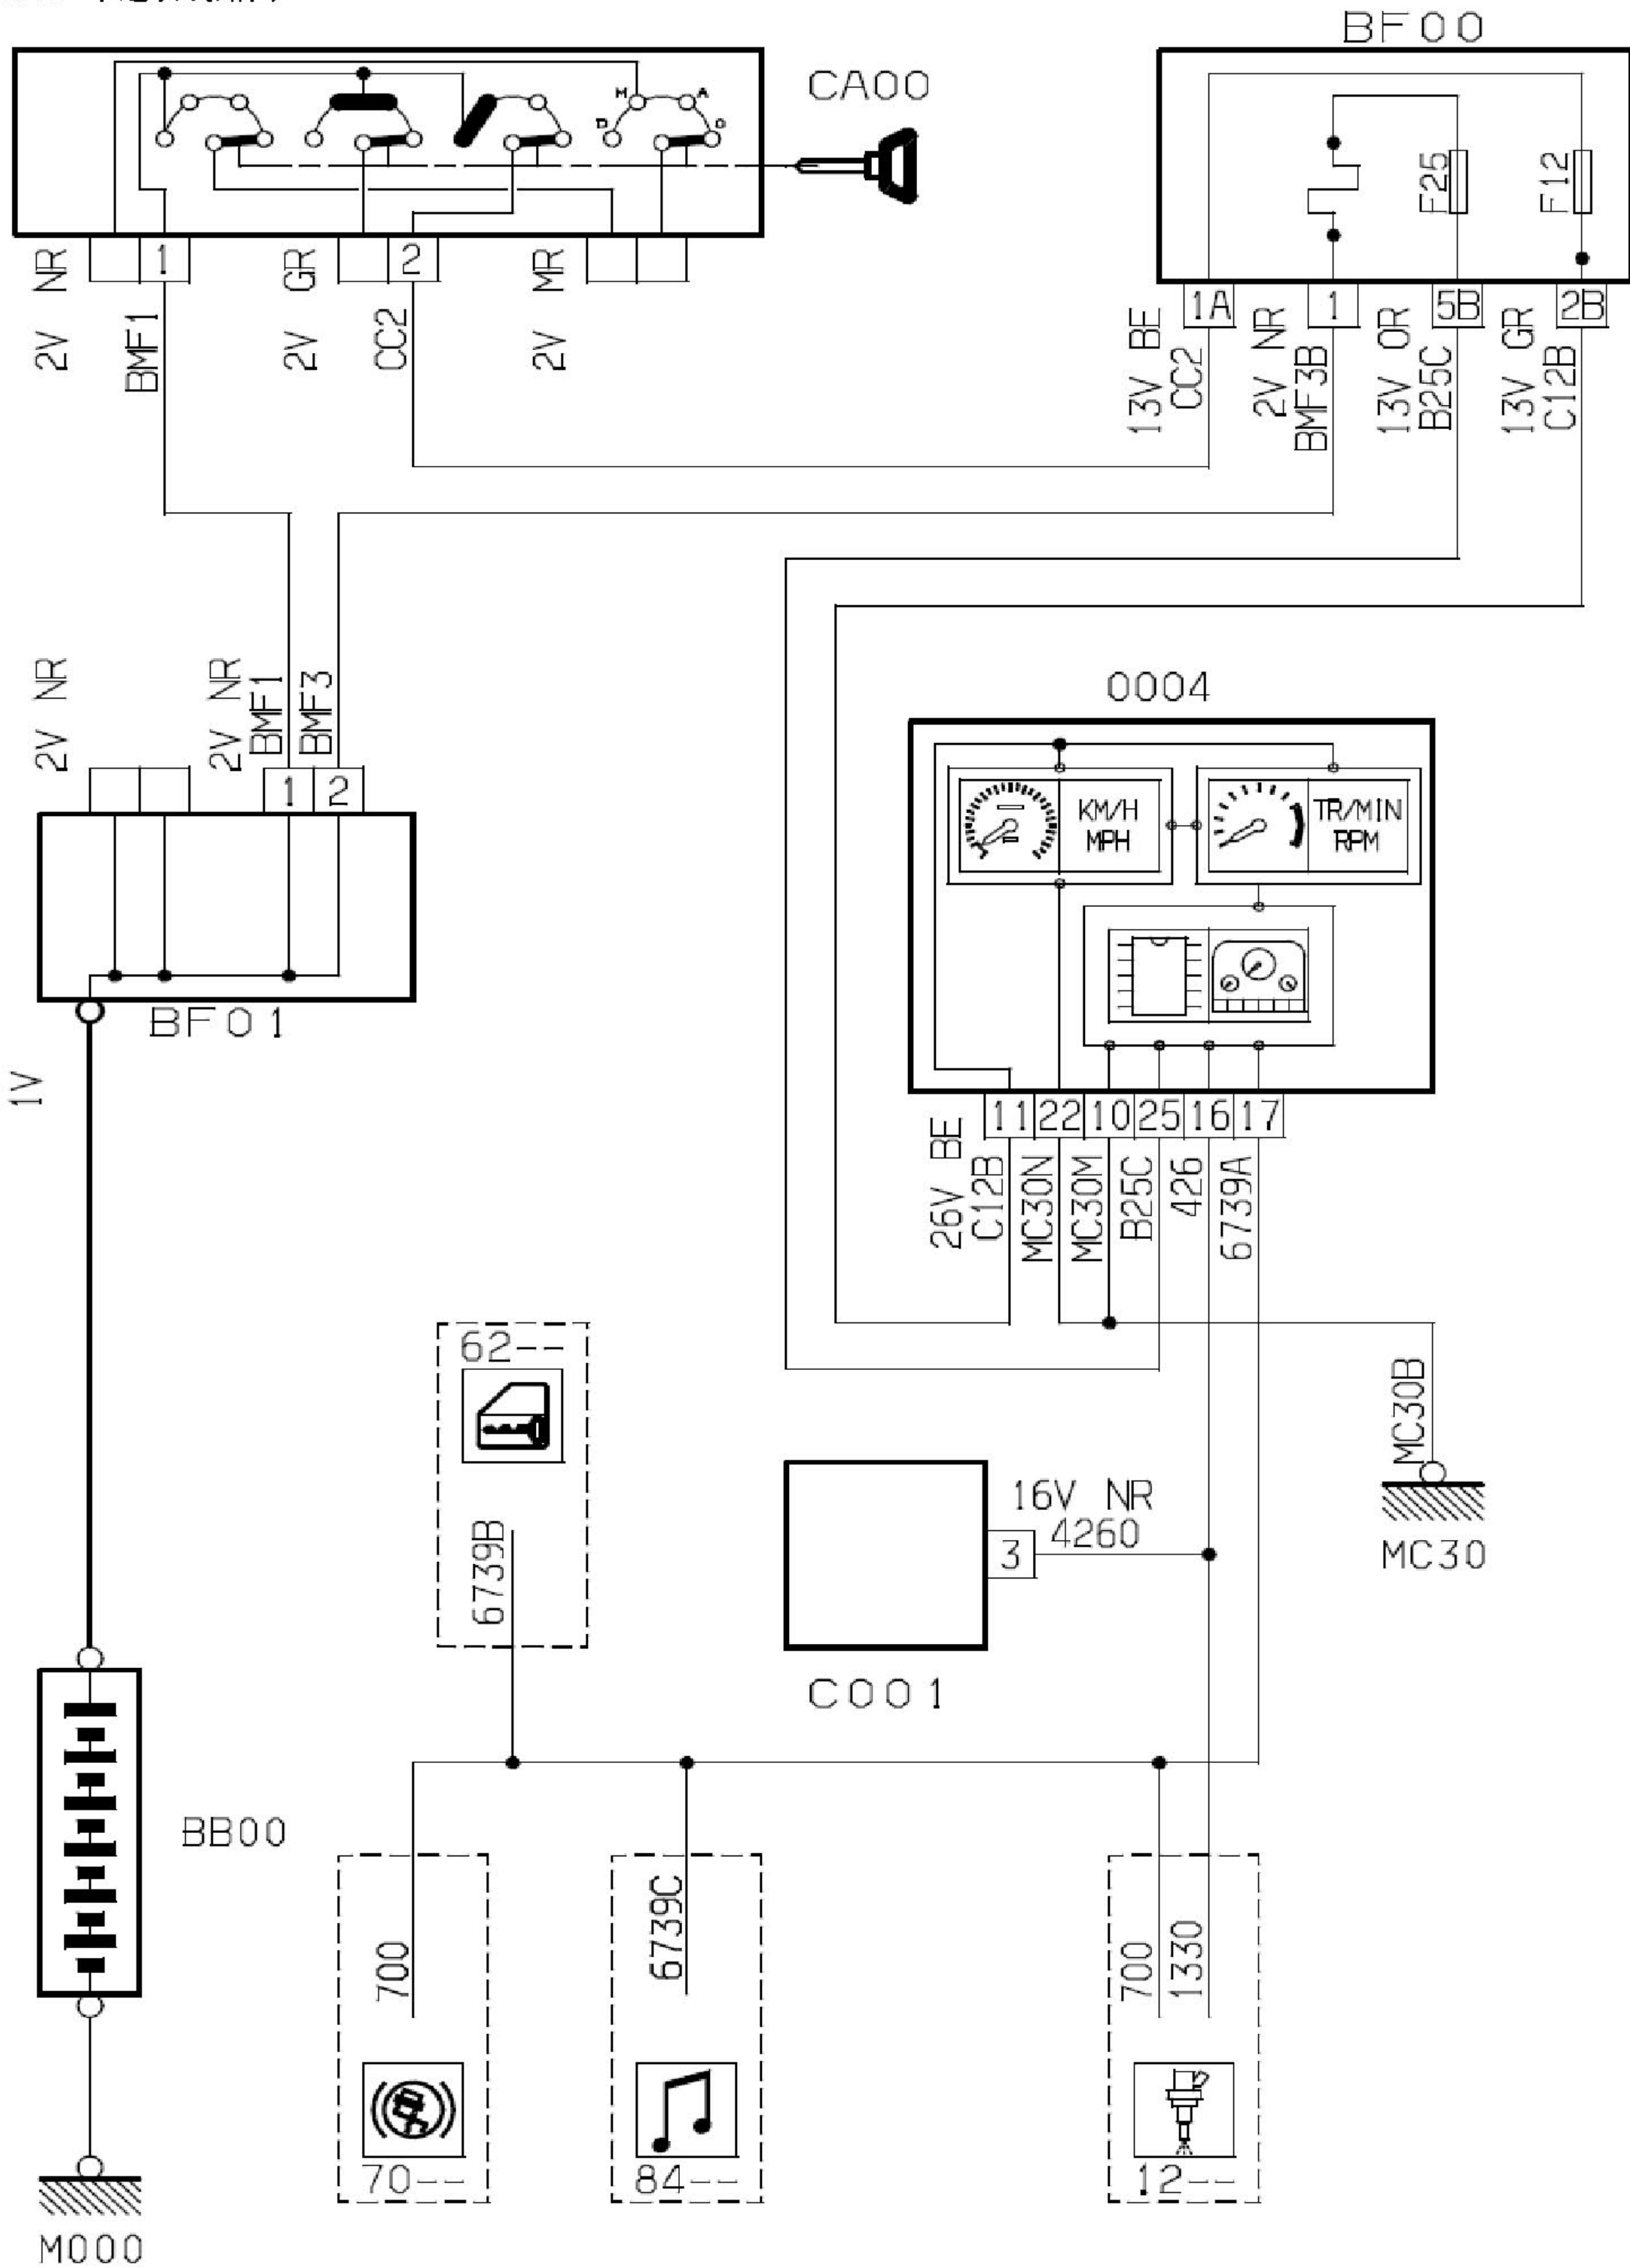 BF00
CA00
M
A
D
F25
F12
1
2
1A
1
5B
2B
2V NR
BMF1
2V GR
CC2
2V MR
13V BE
CC2
2V NR
BMF3B
13V OR
B25C
13V GR
C12B
2V NR
2V NR
BMF1
BMF3
1
2
BF01
1V
0004
KM/H
MPH
TR/MIN
RPM
11
22
10
25
16
17
26V BE
C12B
MC30N
MC30M
B25C
426
6739A
62--
6739B
MC30B
MC30
16V NR
4260
3
C001
BB00
700
6739C
700
1330
70--
84--
12--
M000